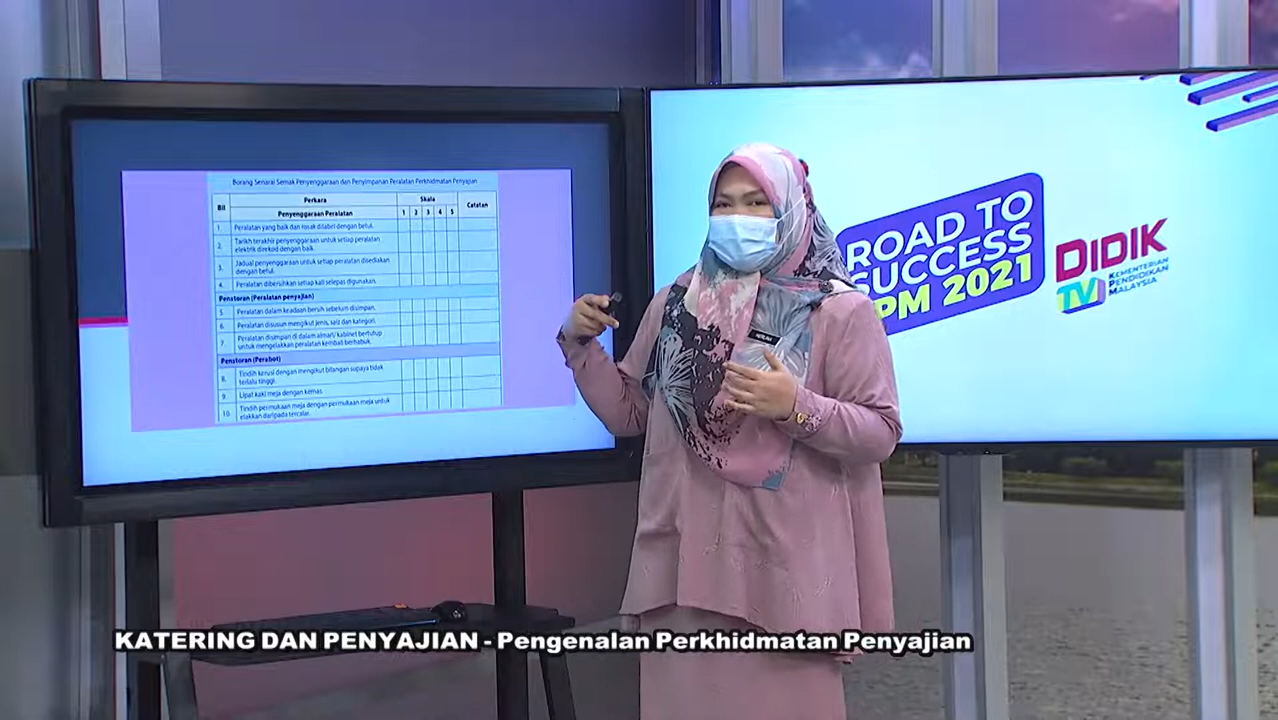 Borang Senarai Semak Penyenggaraan dan Penyimpanan Peralatan Perkhidmatan Penyajian
Bil
Perkara
Skala
Catatan
Penyenggaraan Peralatan
1 2 3 4 5
1. Peralatan yang baik dan rosak dilabel dengan betul.
2. Tarikh terakhir penyenggaraan untuk setiap peralatan
elektrik direkod dengan baik.
3. Jadual penyenggaraan untuk setiap peralatan disediakan
dengan betul.
4. Peralatan dibersihkan setiap kali selepas digunakan.
Penstoran (Peralatan penyajian)
5 Peralatan dalam keadaan bersih sebelum disimpan.
6. Peralatan disusun mengikut jenis, saiz dan kategori.
7 Peralatan disimpan di dalam almari/ kabinet bertutup
untuk mengelakkan peralatan kembali berhabuk.
Penstoran (Perabot)
8. Tindih kerusi dengan mengikut bilangan supaya tidak
terlalu tinggi.
9. Lipat kaki meja dengan kemas.
10. Tindih permukaan meja dengan permukaan meja untuk
elakkan daripada tercalar.
ROAD TO
SUCCESS
PM 2021
DIDIK
TV
KEMENTERIAN
PENDIDIKAN
MALAYSIA
KATERING DAN PENYAJIAN - Pengenalan Perkhidmatan Penyajian